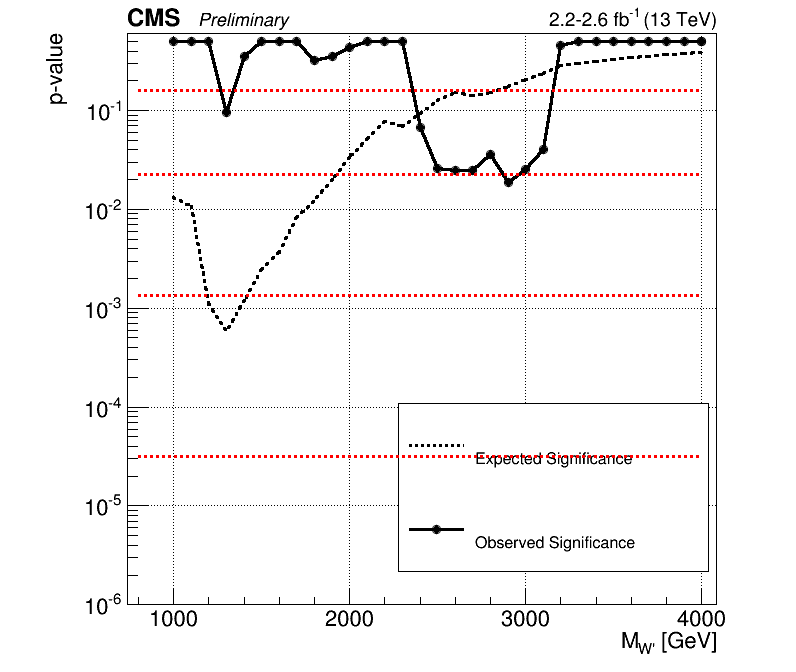 CMS Preliminary 2.2-2.6 fb⁻¹ (13 TeV)
p-value
10⁻¹
10⁻²
10⁻³
10⁻⁴
10⁻⁵
10⁻⁶
Expected Significance
Observed Significance
1000 2000 3000 4000
M_W' [GeV]